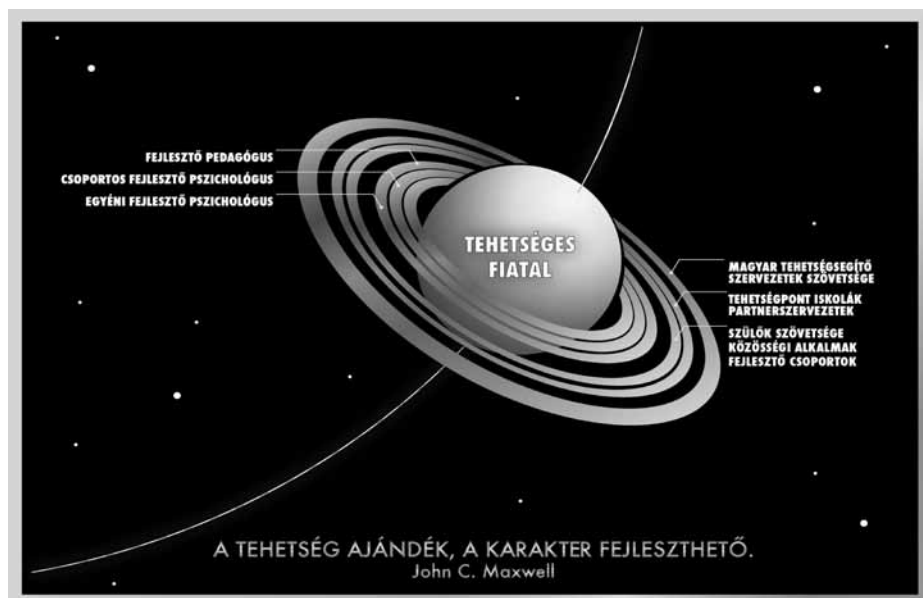 FEJLESZTŐ PEDAGÓGUS
CSOPORTOS FEJLESZTŐ PSZICHOLÓGUS
EGYÉNI FEJLESZTŐ PSZICHOLÓGUS
TEHETSÉGES
FIATAL
MAGYAR TEHETSÉGSEGÍTŐ
SZERVEZETEK SZÖVETSÉGE
TEHETSÉGPONT ISKOLÁK
PARTNERSZERVEZETEK
SZÜLŐK SZÖVETSÉGE
KÖZÖSSÉGI ALKALMAK
FEJLESZTŐ CSOPORTOK
A TEHETSÉG AJÁNDÉK, A KARAKTER FEJLESZTHETŐ.
John C. Maxwell